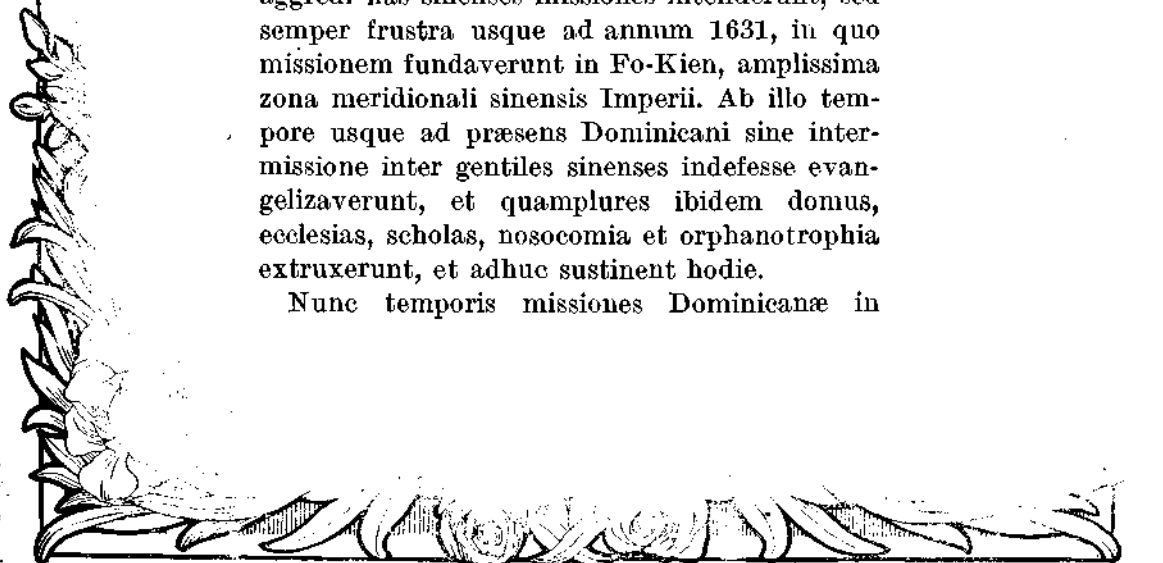 semper frustra usque ad annum 1631, in quo
missionem fundaverunt in Fo-Kien, amplissima
zona meridionali sinensis Imperii. Ab illo tem-
pore usque ad præsens Dominicani sine inter-
missione inter gentiles sinenses indefesse evan-
gelizaverunt, et quamplures ibidem domus,
ecclesias, scholas, nosocomia et orphanotrophia
extruxerunt, et adhuc sustinent hodie.
Nunc temporis missiones Dominicanæ in